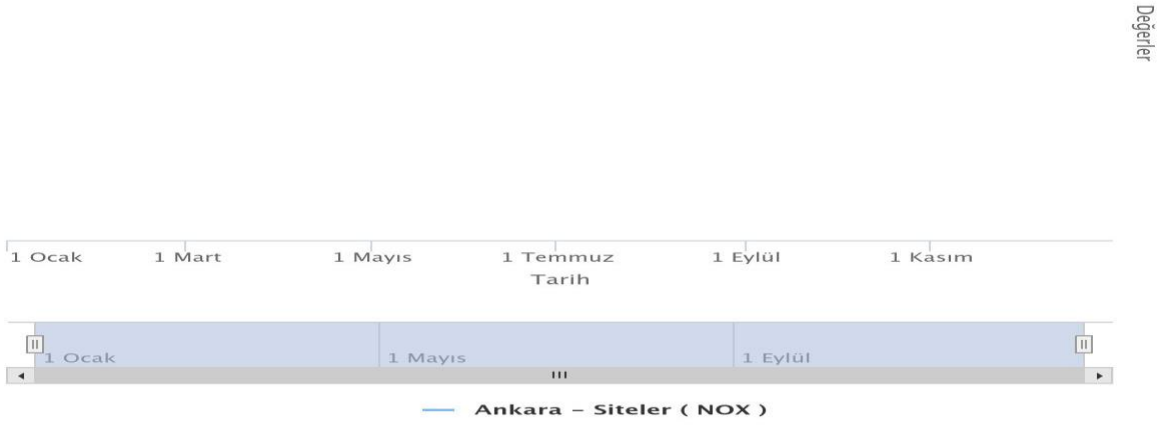 Değerler
1 Ocak 1 Mart 1 Mayıs 1 Temmuz 1 Eylül 1 Kasım
Tarih
1 Ocak 1 Mayıs 1 Eylül
Ankara – Siteler ( NOX )